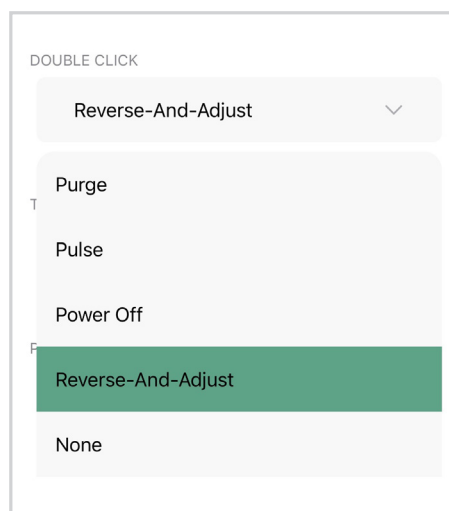 DOUBLE CLICK
Reverse-And-Adjust
Purge
Pulse
Power Off
Reverse-And-Adjust
None